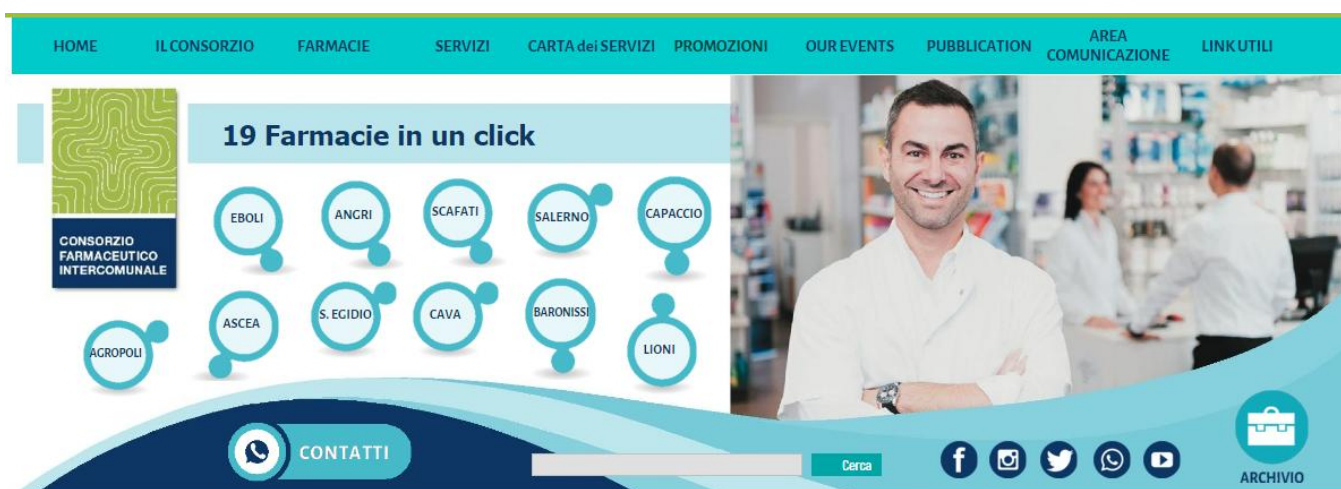 HOME
IL CONSORZIO
FARMACIE
SERVIZI
CARTA dei SERVIZI
PROMOZIONI
OUR EVENTS
PUBBLICATION
AREA
COMUNICAZIONE
LINK UTILI
19 Farmacie in un click
CONSORZIO
FARMACEUTICO
INTERCOMUNALE
EBOLI
ANGRI
SCAFATI
SALERNO
CAPACCIO
AGROPOLI
ASCEA
S. EGIDIO
CAVA
BARONISSI
LIONI
CONTATTI
Cerca
ARCHIVIO